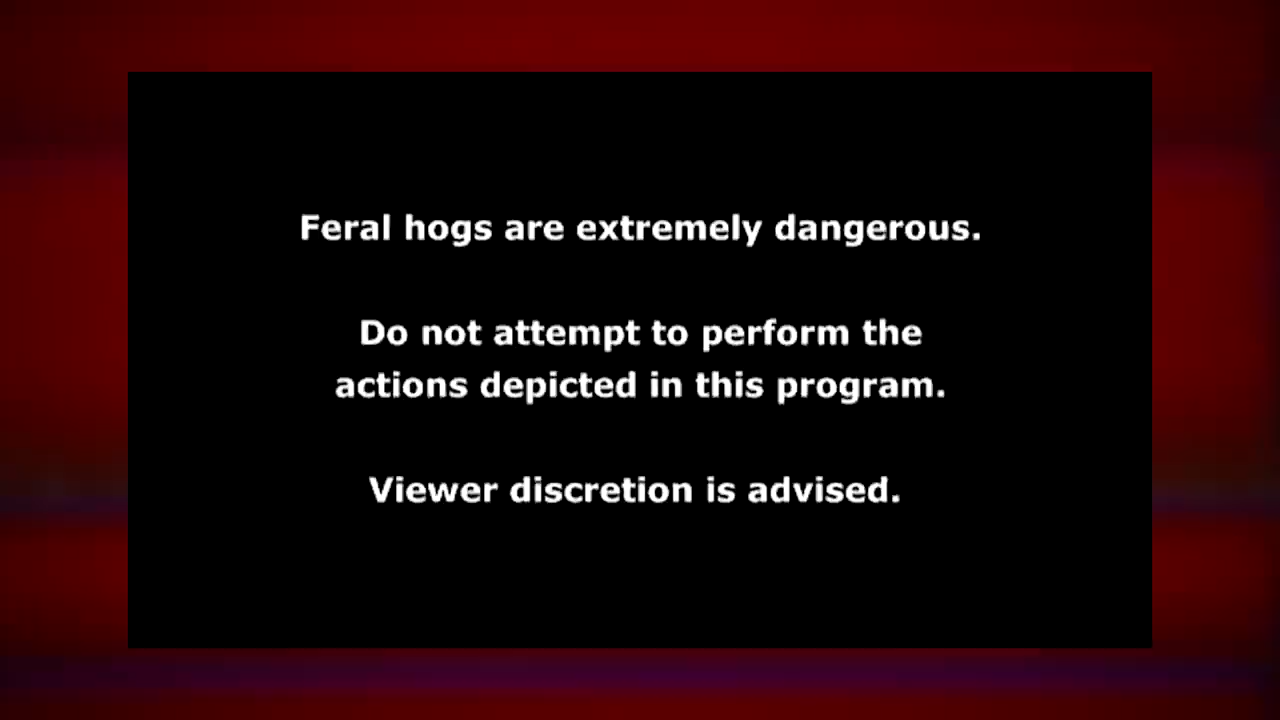 Feral hogs are extremely dangerous.
Do not attempt to perform the
actions depicted in this program.
Viewer discretion is advised.